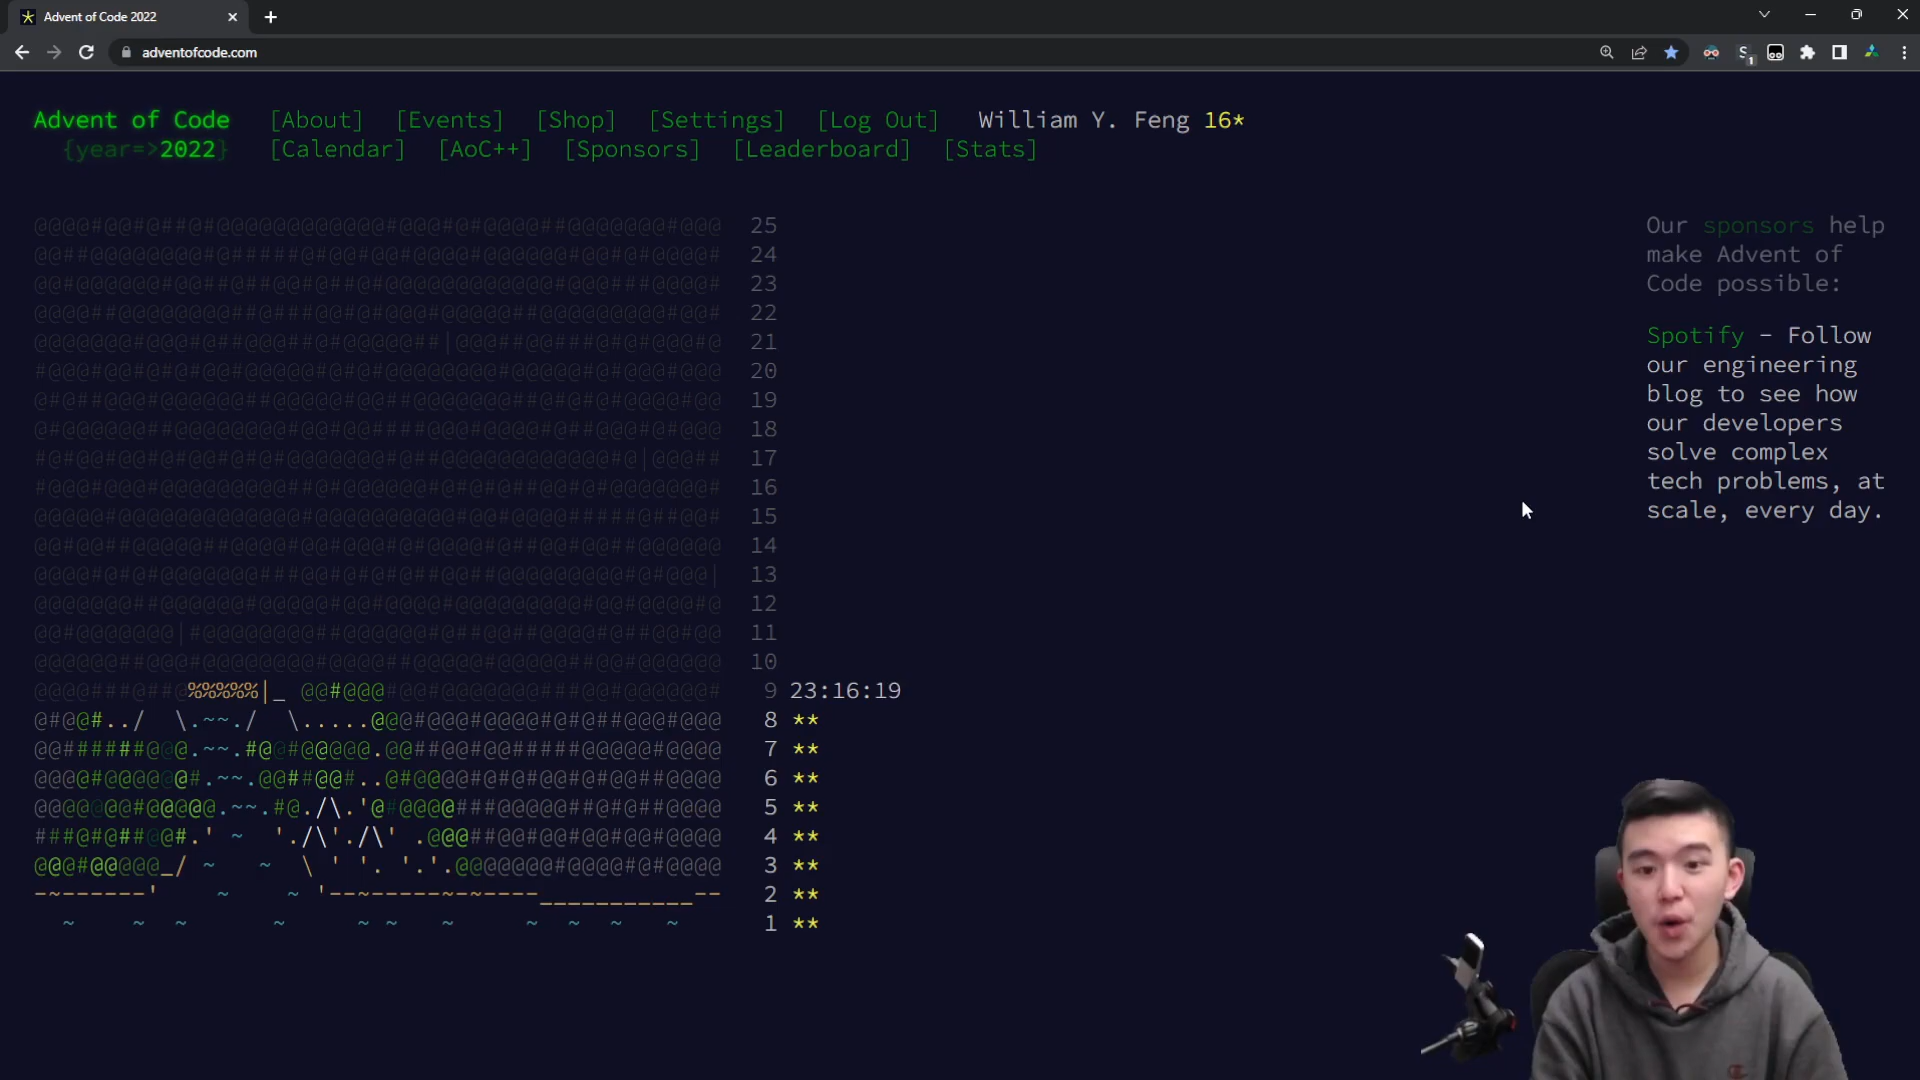 Advent of Code 2022
adventofcode.com
Advent of Code [About] [Events] [Shop] [Settings] [Log Out] William Y. Feng 16*
{year=>2022} [Calendar] [AoC++] [Sponsors] [Leaderboard] [Stats]
25
24
23
22
21
20
19
18
17
16
15
14
13
12
11
10
9 23:16:19
8 **
7 **
6 **
5 **
4 **
3 **
2 **
1 **
Our sponsors help
make Advent of
Code possible:
Spotify - Follow
our engineering
blog to see how
our developers
solve complex
tech problems, at
scale, every day.